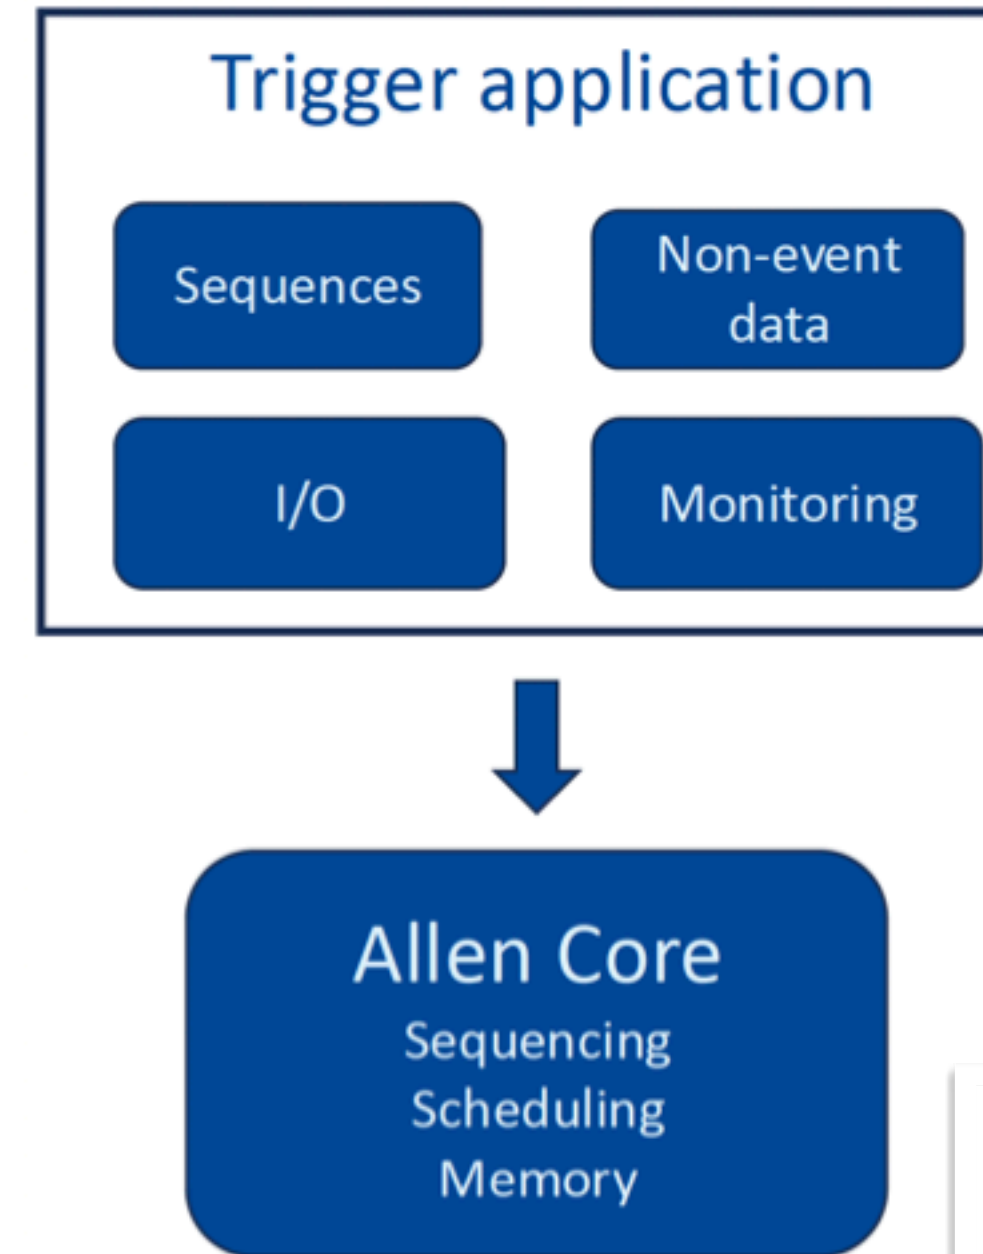 Trigger application
Sequences
Non-event
data
I/O
Monitoring
Allen Core
Sequencing
Scheduling
Memory